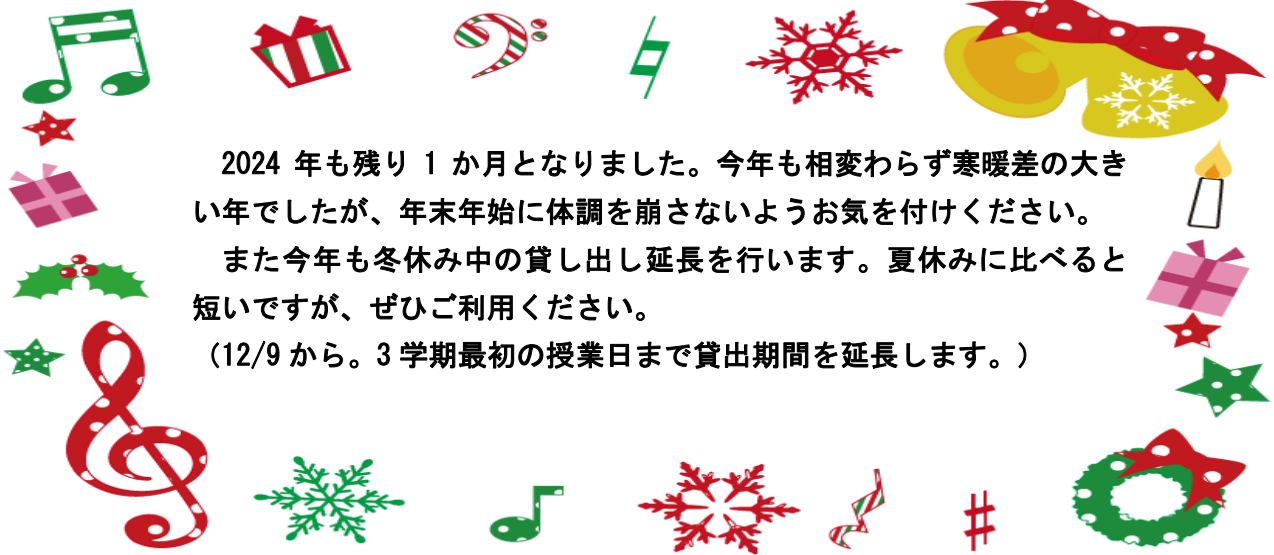 2024 年も残り 1 か月となりました。今年も相変わらず寒暖差の大き
い年でしたが、年末年始に体調を崩さないようお気を付けください。
また今年も冬休み中の貸し出し延長を行います。夏休みに比べると
短いですが、ぜひご利用ください。
（12/9 から。3 学期最初の授業日まで貸出期間を延長します。）